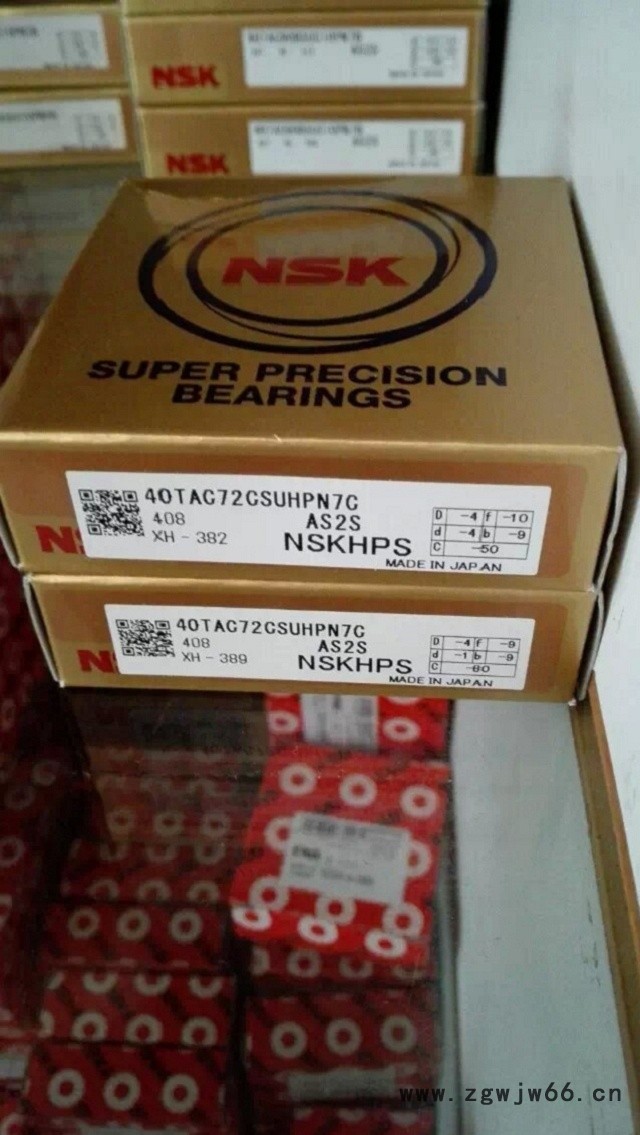 NSK
NSK
NSK
SUPER PRECISION
BEARINGS
40TAC72CSUHPN7C
408 AS2S
XH - 382 NSKHPS
D -4 f -10
d -4 b -9
C -50
MADE IN JAPAN
40TAC72CSUHPN7C
408 AS2S
XH - 389 NSKHPS
D -4 f -9
d -1 b -9
C -60
MADE IN JAPAN
www.zgwjw66.cn